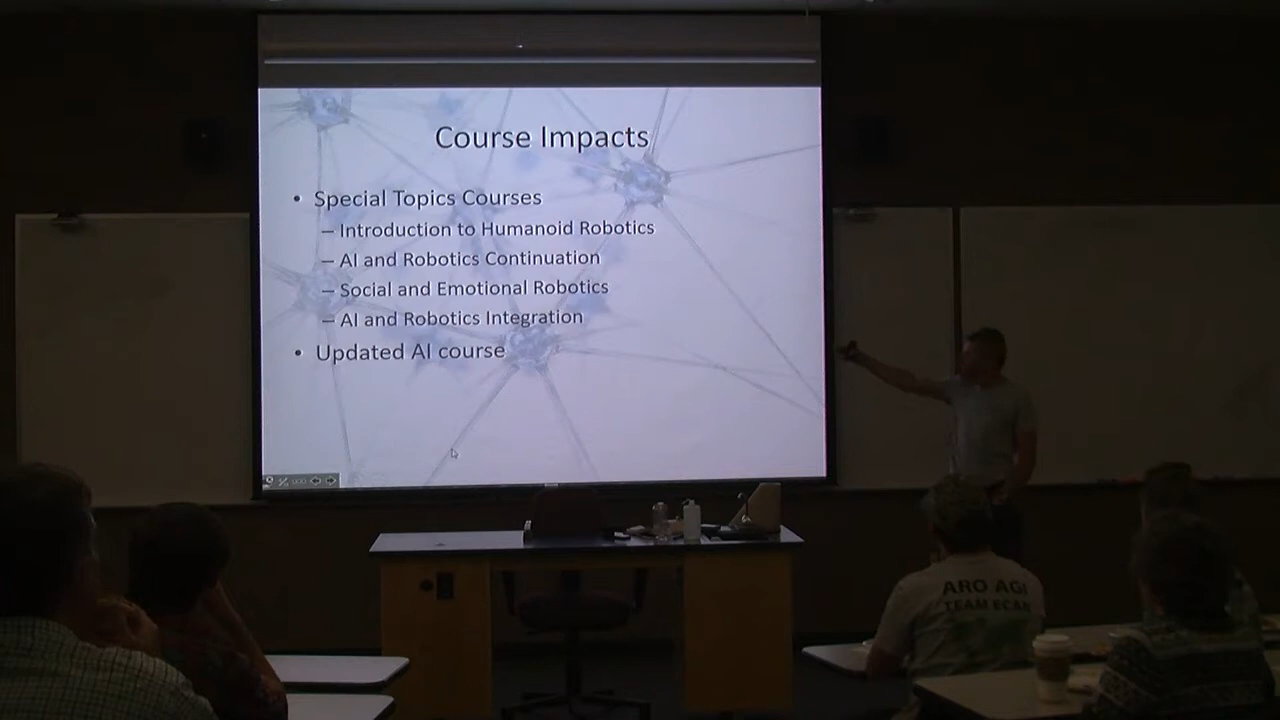 Course Impacts
• Special Topics Courses
– Introduction to Humanoid Robotics
– AI and Robotics Continuation
– Social and Emotional Robotics
– AI and Robotics Integration
• Updated AI course
ARO AGI
TEAM